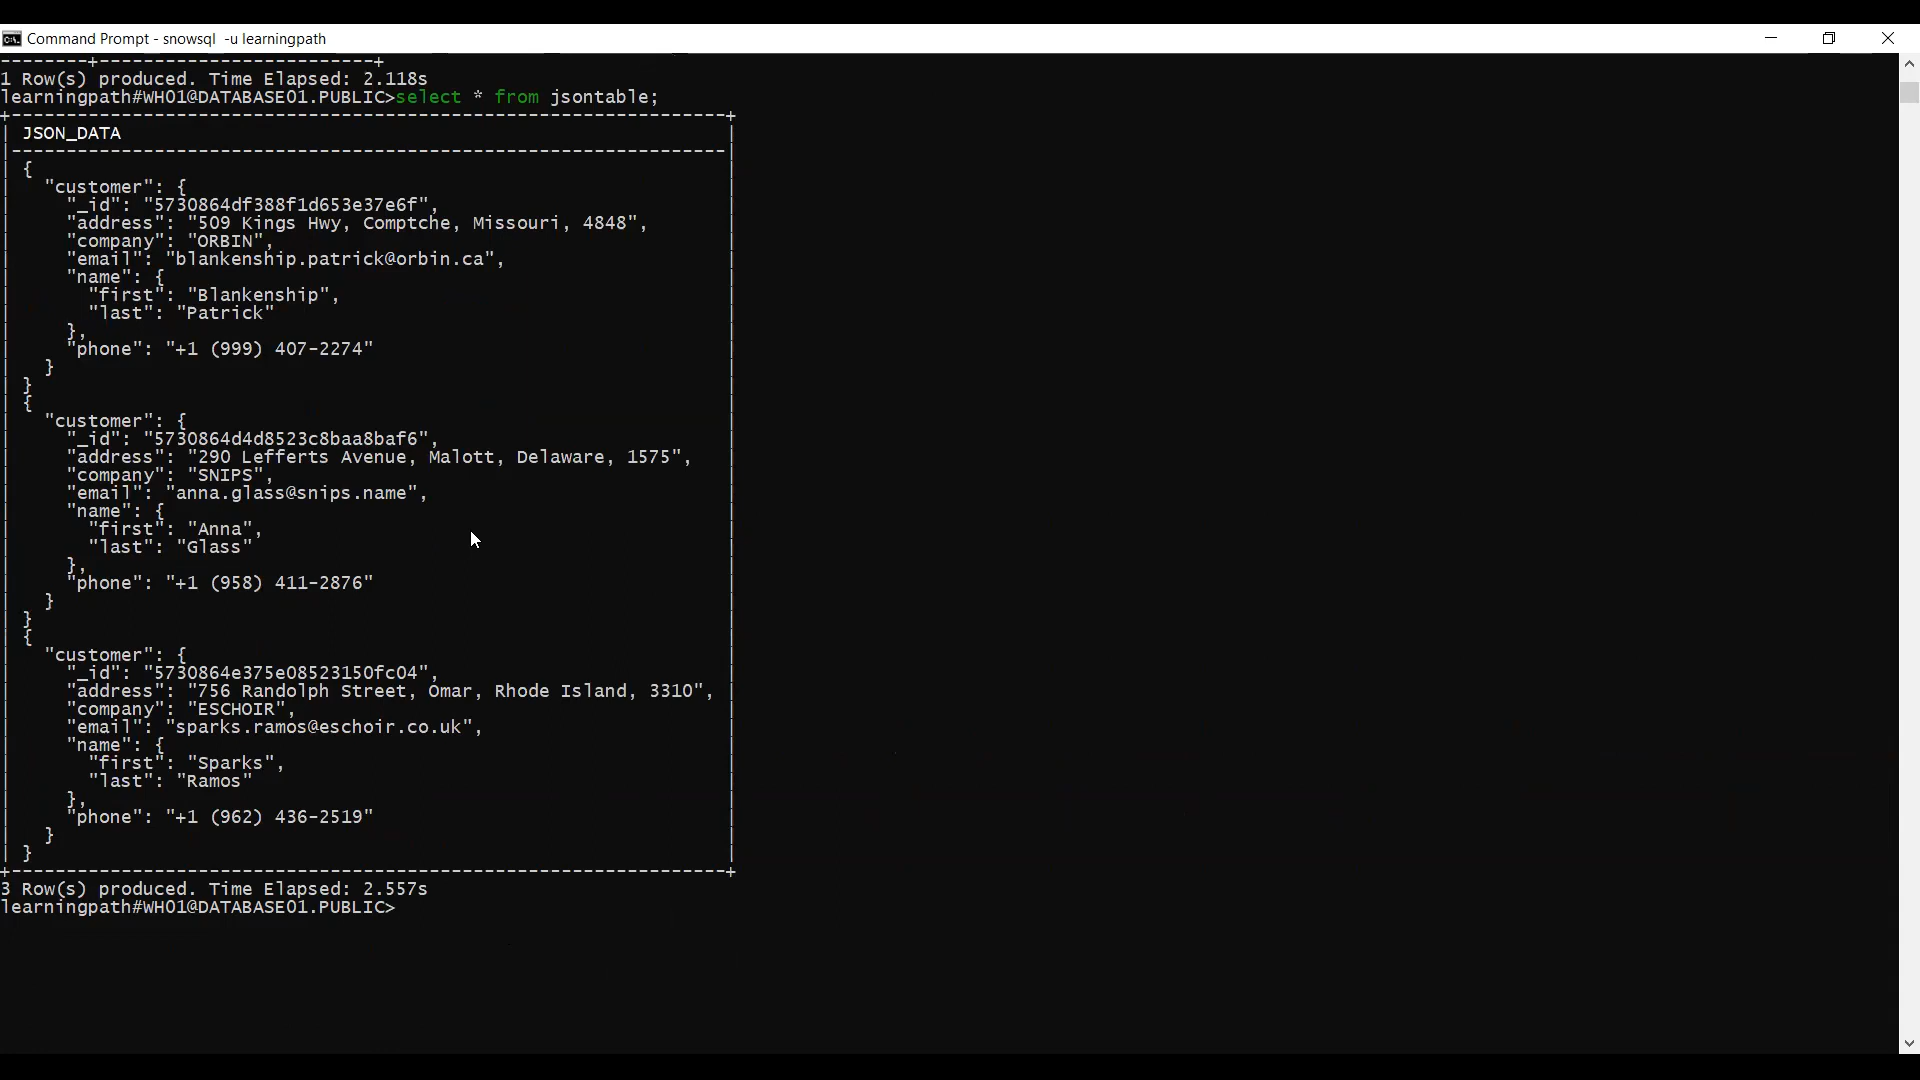 Command Prompt - snowsql  -u learningpath
--------+-------------------------+
1 Row(s) produced. Time Elapsed: 2.118s
learningpath#WH01@DATABASE01.PUBLIC>select * from jsontable;
+-----------------------------------------------------------------+
| JSON_DATA                                                       |
|-----------------------------------------------------------------|
| {                                                               |
|   "customer": {                                                 |
|     "_id": "5730864df388f1d653e37e6f",                          |
|     "address": "509 Kings Hwy, Comptche, Missouri, 4848",       |
|     "company": "ORBIN",                                         |
|     "email": "blankenship.patrick@orbin.ca",                    |
|     "name": {                                                   |
|       "first": "Blankenship",                                   |
|       "last": "Patrick"                                         |
|     },                                                          |
|     "phone": "+1 (999) 407-2274"                                |
|   }                                                             |
| }                                                               |
| {                                                               |
|   "customer": {                                                 |
|     "_id": "5730864d4d8523c8baa8baf6",                          |
|     "address": "290 Lefferts Avenue, Malott, Delaware, 1575",   |
|     "company": "SNIPS",                                         |
|     "email": "anna.glass@snips.name",                           |
|     "name": {                                                   |
|       "first": "Anna",                                          |
|       "last": "Glass"                                           |
|     },                                                          |
|     "phone": "+1 (958) 411-2876"                                |
|   }                                                             |
| }                                                               |
| {                                                               |
|   "customer": {                                                 |
|     "_id": "5730864e375e08523150fc04",                          |
|     "address": "756 Randolph Street, Omar, Rhode Island, 3310", |
|     "company": "ESCHOIR",                                       |
|     "email": "sparks.ramos@eschoir.co.uk",                      |
|     "name": {                                                   |
|       "first": "Sparks",                                        |
|       "last": "Ramos"                                           |
|     },                                                          |
|     "phone": "+1 (962) 436-2519"                                |
|   }                                                             |
| }                                                               |
+-----------------------------------------------------------------+
3 Row(s) produced. Time Elapsed: 2.557s
learningpath#WH01@DATABASE01.PUBLIC>